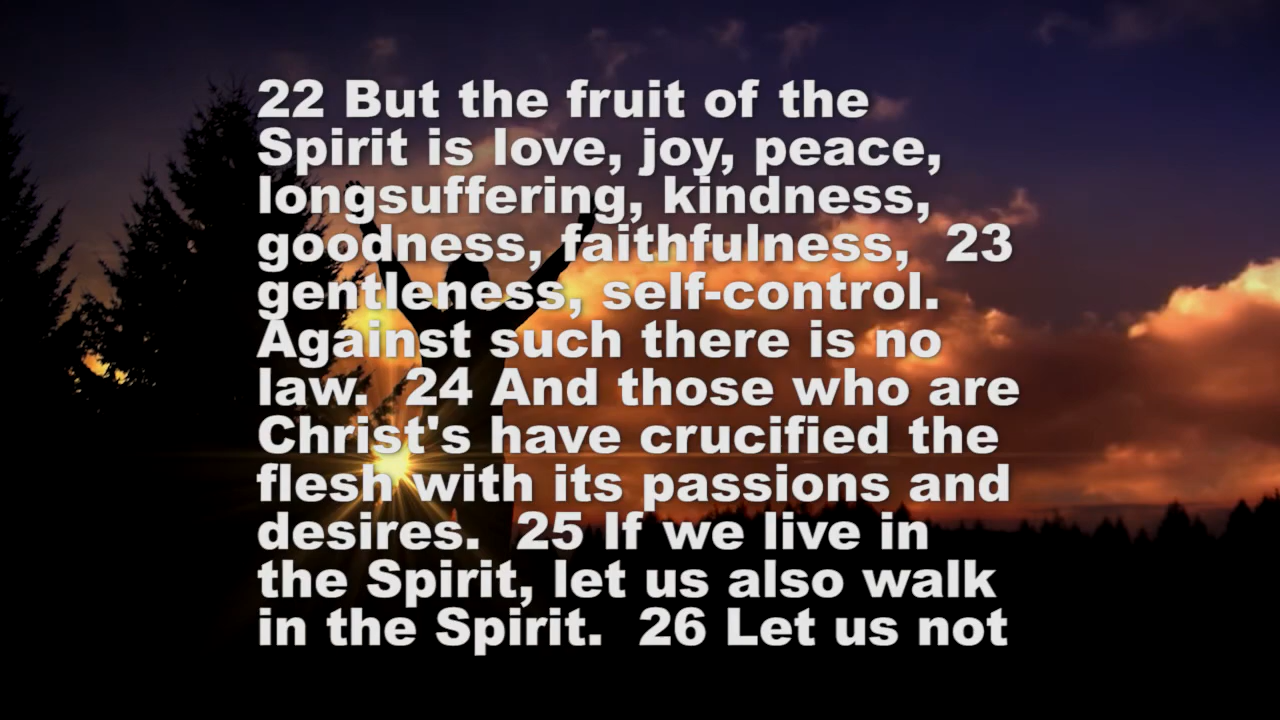 22 But the fruit of the
Spirit is love, joy, peace,
longsuffering, kindness,
goodness, faithfulness,  23
gentleness, self-control.
Against such there is no
law.  24 And those who are
Christ's have crucified the
flesh with its passions and
desires.  25 If we live in
the Spirit, let us also walk
in the Spirit.  26 Let us not